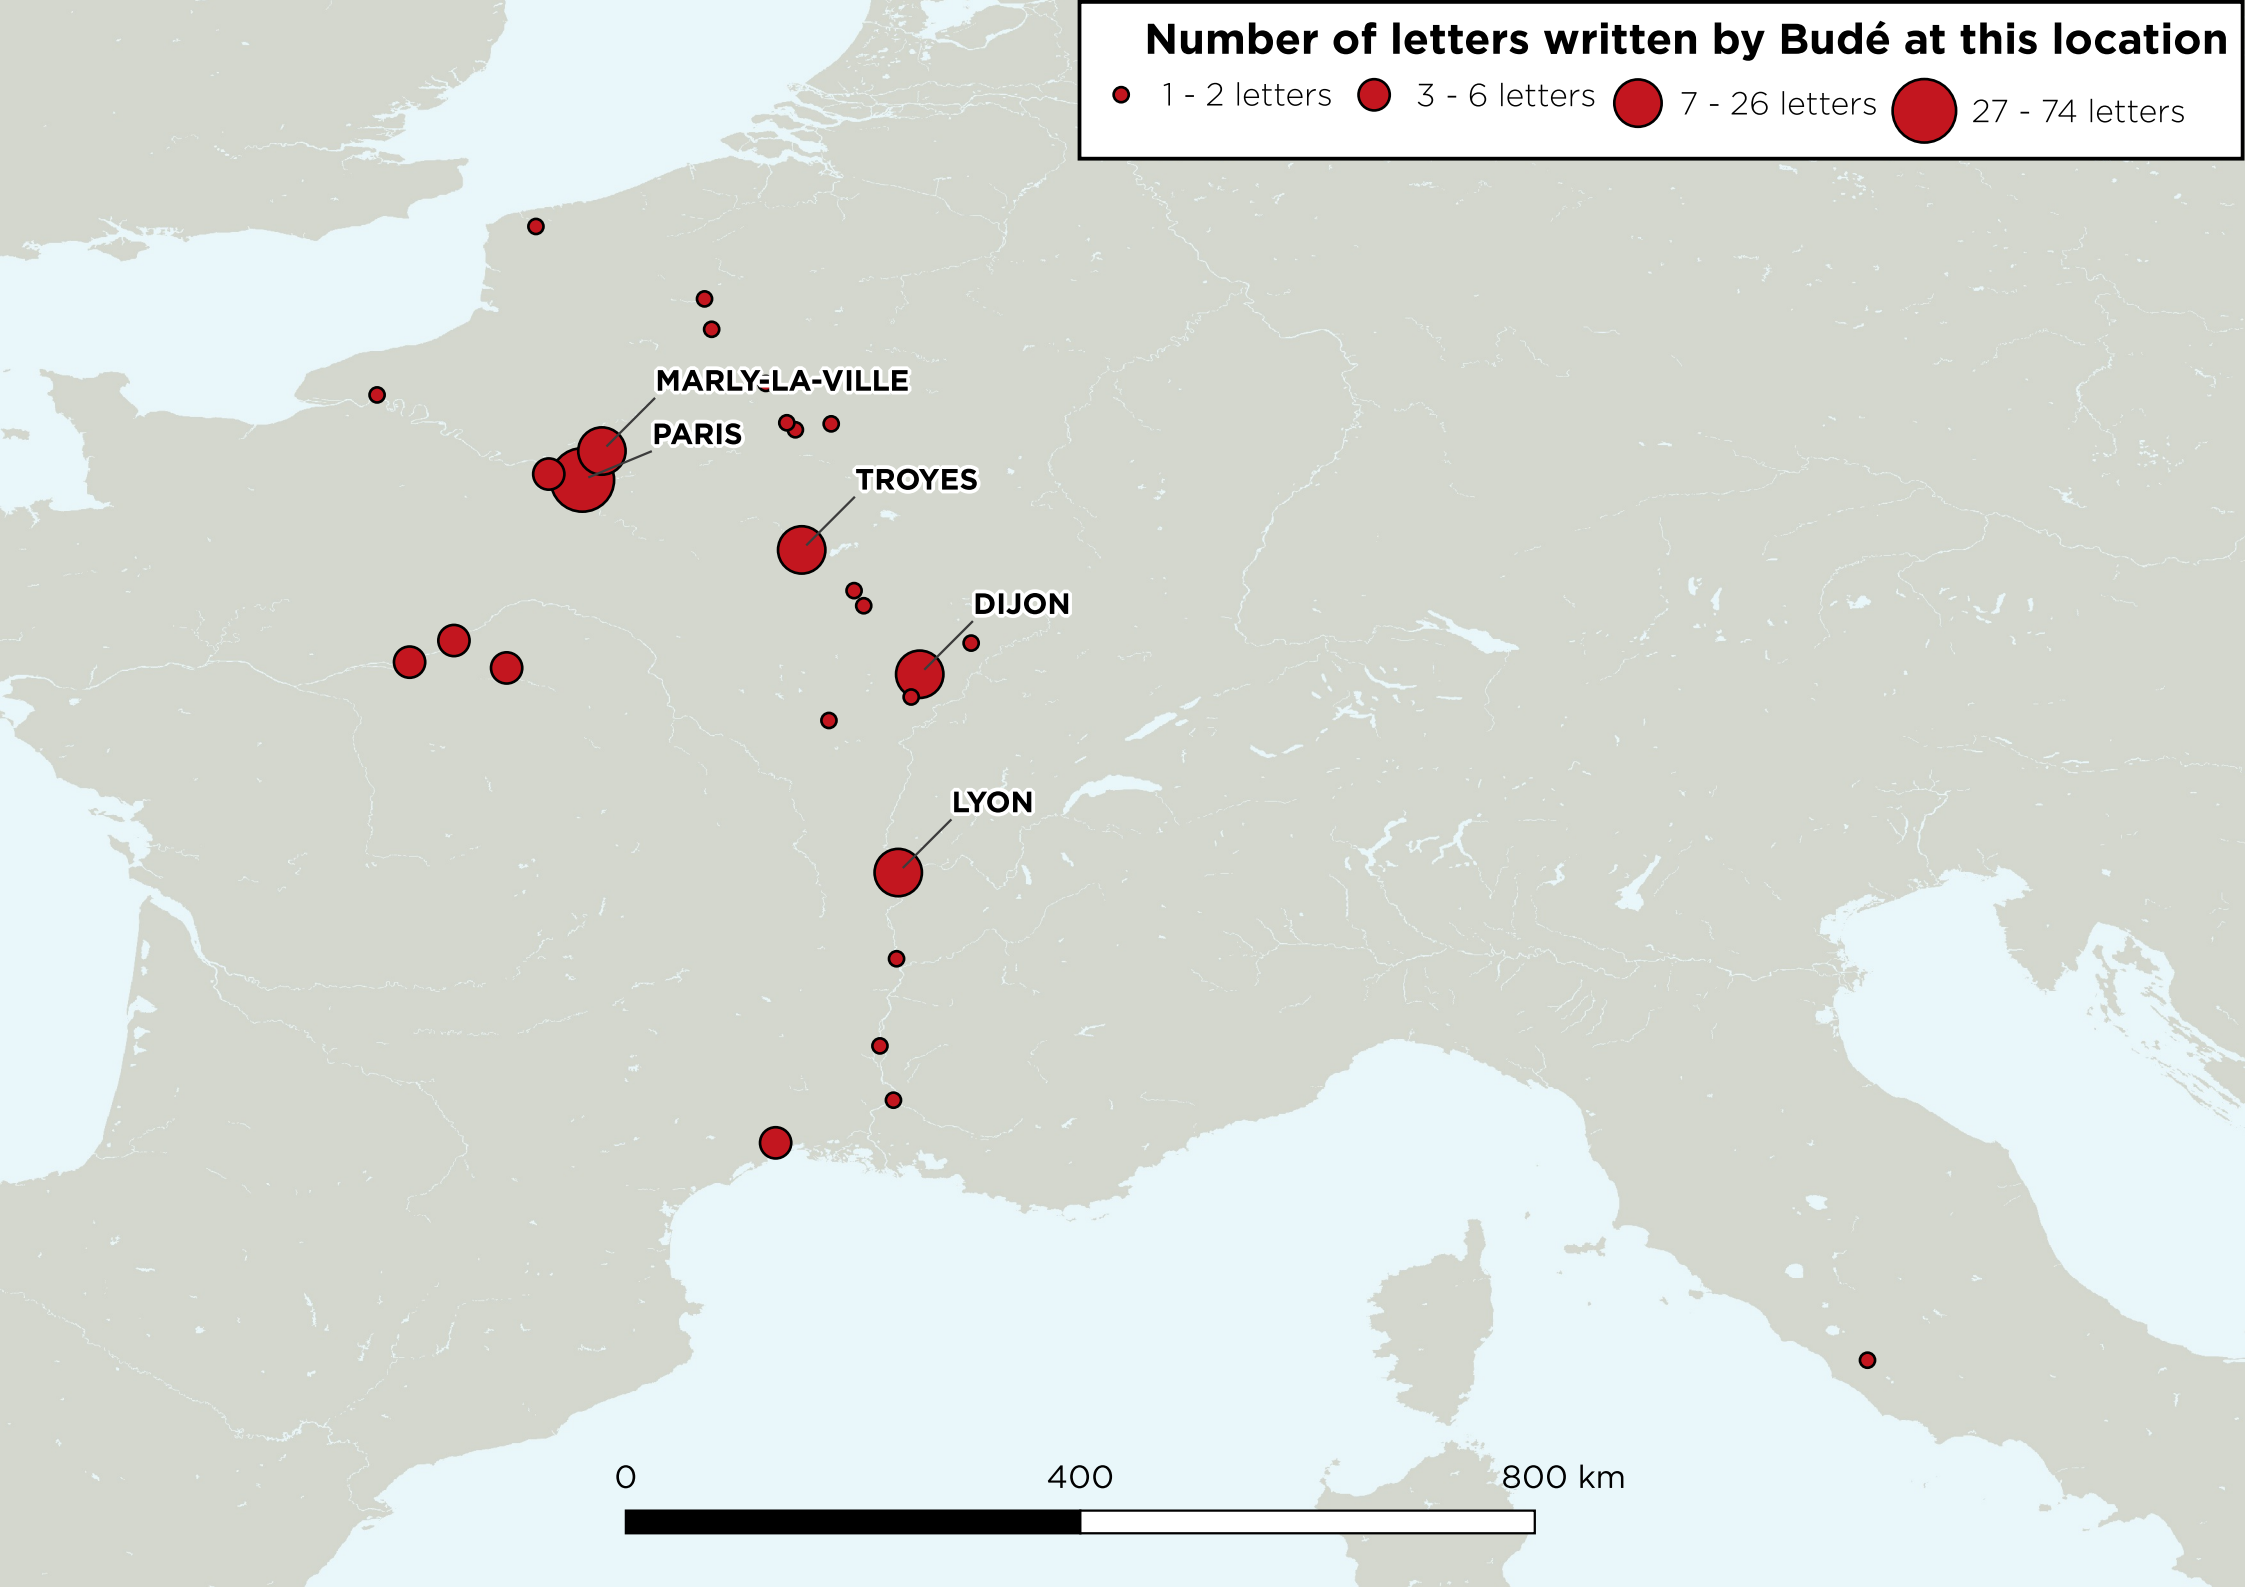 Number of letters written by Budé at this location
1 - 2 letters 3 - 6 letters 7 - 26 letters 27 - 74 letters
MARLY-LA-VILLE
PARIS
TROYES
DIJON
LYON
0 400 800 km